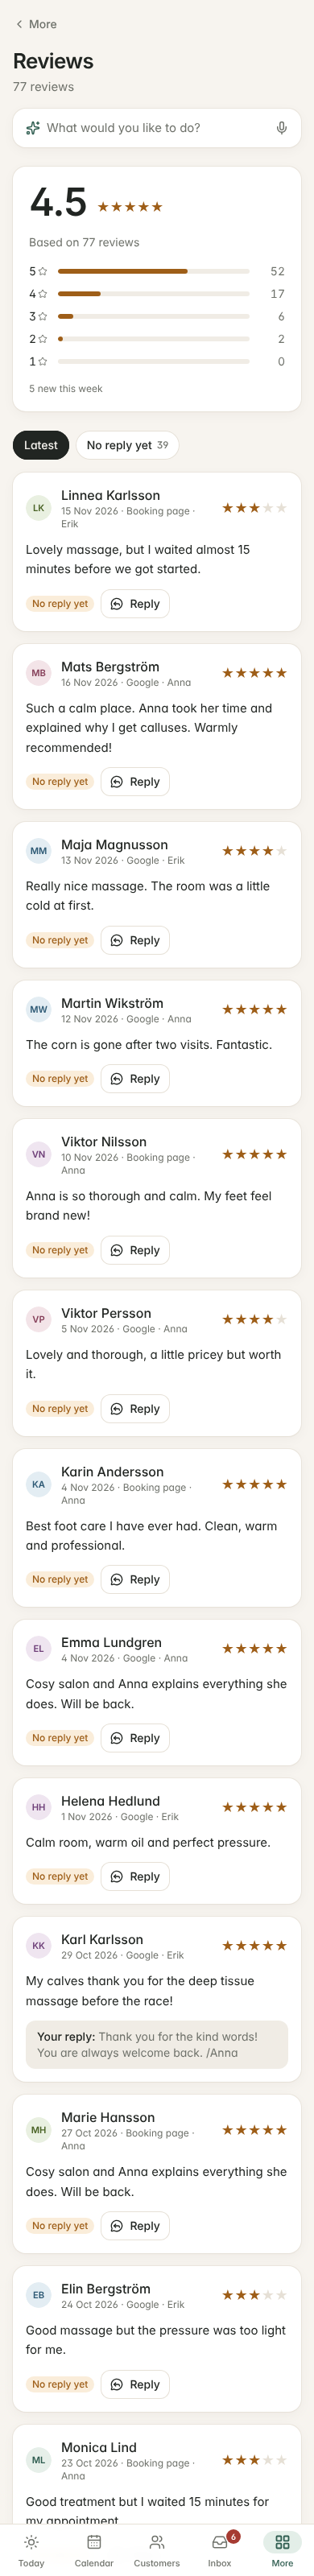 More
Reviews
77 reviews
What would you like to do?
4.5 ★★★★★
Based on 77 reviews
5 52
4 17
3 6
2 2
1 0
5 new this week
Latest
No reply yet 39
LK
Linnea Karlsson
15 Nov 2026 · Booking page ·
Erik
Lovely massage, but I waited almost 15
minutes before we got started.
No reply yet
Reply
MB
Mats Bergström
16 Nov 2026 · Google · Anna
Such a calm place. Anna took her time and
explained why I get calluses. Warmly
recommended!
No reply yet
Reply
MM
Maja Magnusson
13 Nov 2026 · Google · Erik
Really nice massage. The room was a little
cold at first.
No reply yet
Reply
MW
Martin Wikström
12 Nov 2026 · Google · Anna
The corn is gone after two visits. Fantastic.
No reply yet
Reply
VN
Viktor Nilsson
10 Nov 2026 · Booking page ·
Anna
Anna is so thorough and calm. My feet feel
brand new!
No reply yet
Reply
VP
Viktor Persson
5 Nov 2026 · Google · Anna
Lovely and thorough, a little pricey but worth
it.
No reply yet
Reply
KA
Karin Andersson
4 Nov 2026 · Booking page ·
Anna
Best foot care I have ever had. Clean, warm
and professional.
No reply yet
Reply
EL
Emma Lundgren
4 Nov 2026 · Google · Anna
Cosy salon and Anna explains everything she
does. Will be back.
No reply yet
Reply
HH
Helena Hedlund
1 Nov 2026 · Google · Erik
Calm room, warm oil and perfect pressure.
No reply yet
Reply
KK
Karl Karlsson
29 Oct 2026 · Google · Erik
My calves thank you for the deep tissue
massage before the race!
Your reply: Thank you for the kind words!
You are always welcome back. /Anna
MH
Marie Hansson
27 Oct 2026 · Booking page ·
Anna
Cosy salon and Anna explains everything she
does. Will be back.
No reply yet
Reply
EB
Elin Bergström
24 Oct 2026 · Google · Erik
Good massage but the pressure was too light
for me.
No reply yet
Reply
ML
Monica Lind
23 Oct 2026 · Booking page ·
Anna
Good treatment but I waited 15 minutes for
my appointment.
Today
Calendar
Customers
6
Inbox
More